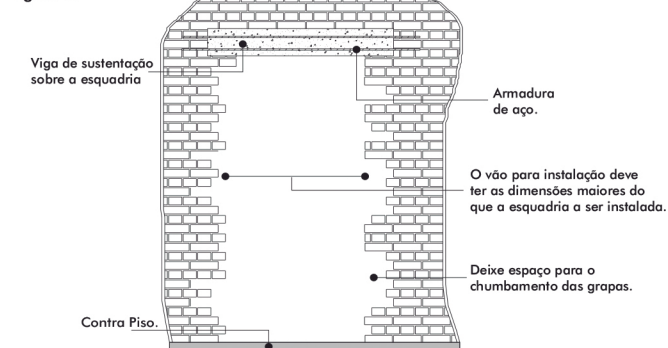 Viga de sustentação
sobre a esquadria
Armadura
de aço.
O vão para instalação deve
ter as dimensões maiores do
que a esquadria a ser instalada.
Deixe espaço para o
chumbamento das grapas.
Contra Piso.